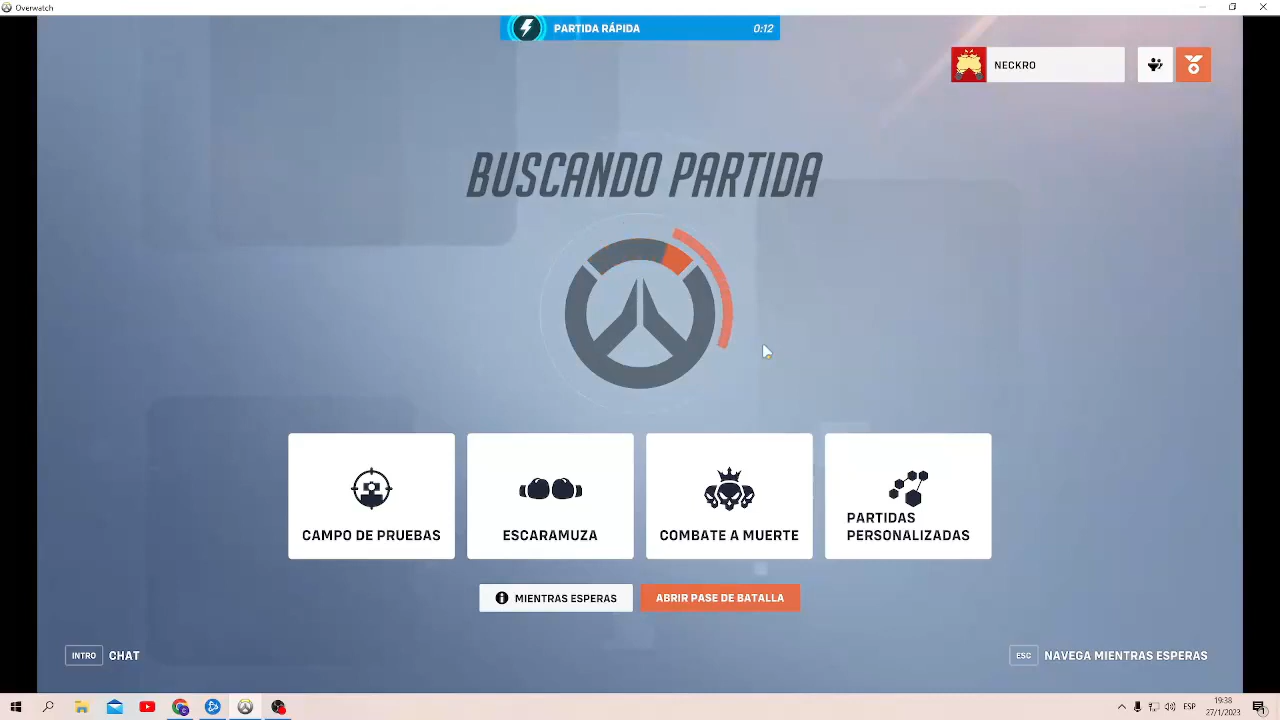 Overwatch
PARTIDA RÁPIDA 0:12
NECKRO
BUSCANDO PARTIDA
CAMPO DE PRUEBAS
ESCARAMUZA
COMBATE A MUERTE
PARTIDAS
PERSONALIZADAS
MIENTRAS ESPERAS
ABRIR PASE DE BATALLA
INTRO CHAT
ESC NAVEGA MIENTRAS ESPERAS
ESP
19:38
27/1/2023